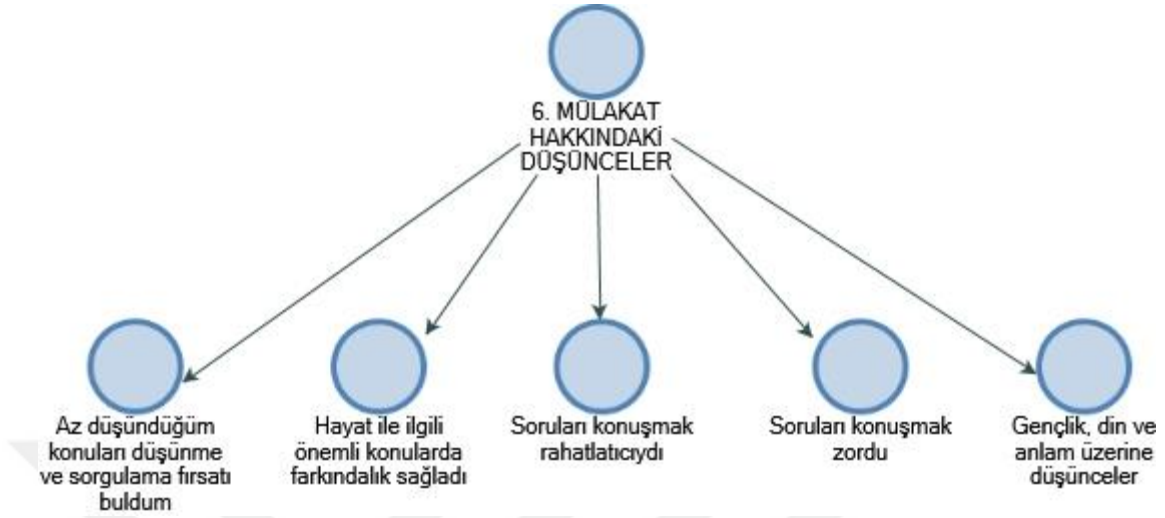 6. MÜLAKAT
HAKKINDAKİ
DÜŞÜNCELER
Az düşündüğüm
konuları düşünme
ve sorgulama fırsatı
buldum
Hayat ile ilgili
önemli konularda
farkındalık sağladı
Soruları konuşmak
rahatlatıcıydı
Soruları konuşmak
zordu
Gençlik, din ve
anlam üzerine
düşünceler